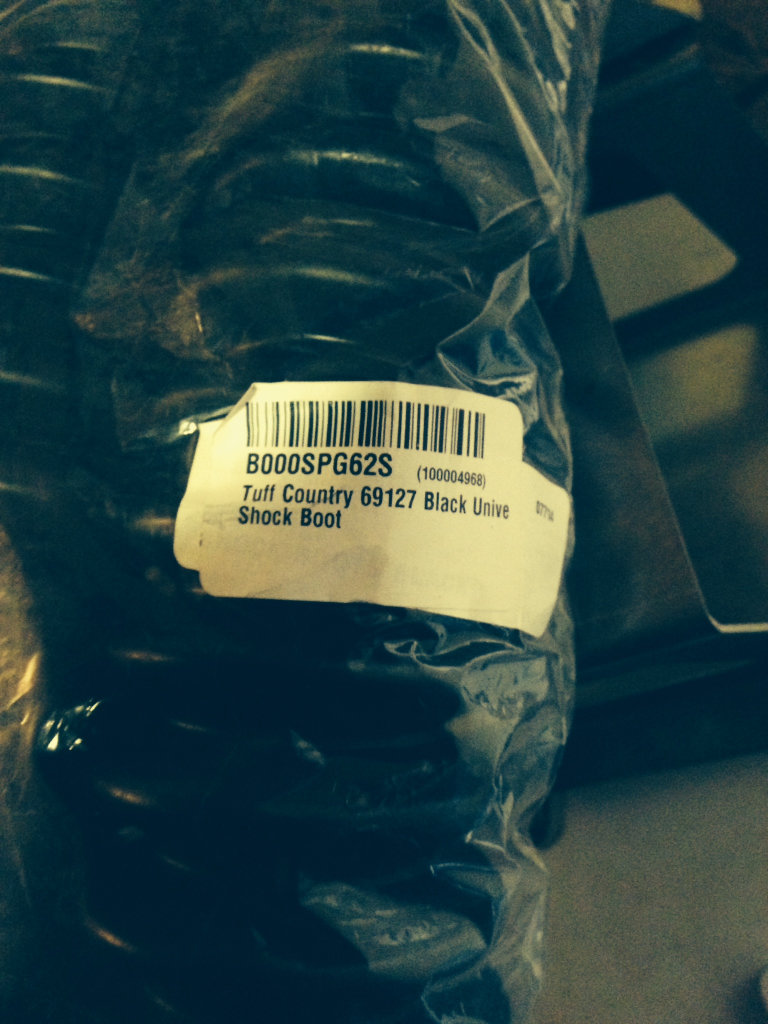 B000SPG62S (100004968)
Tuff Country 69127 Black Unive
Shock Boot